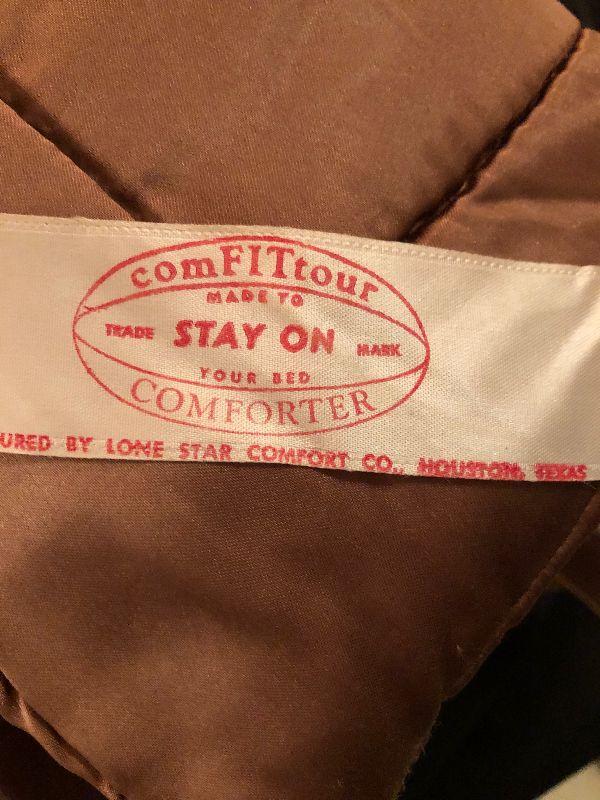 comFITtour
MADE TO
TRADE STAY ON MARK
YOUR BED
COMFORTER
URED BY LONE STAR COMFORT CO., HOUSTON, TEXAS